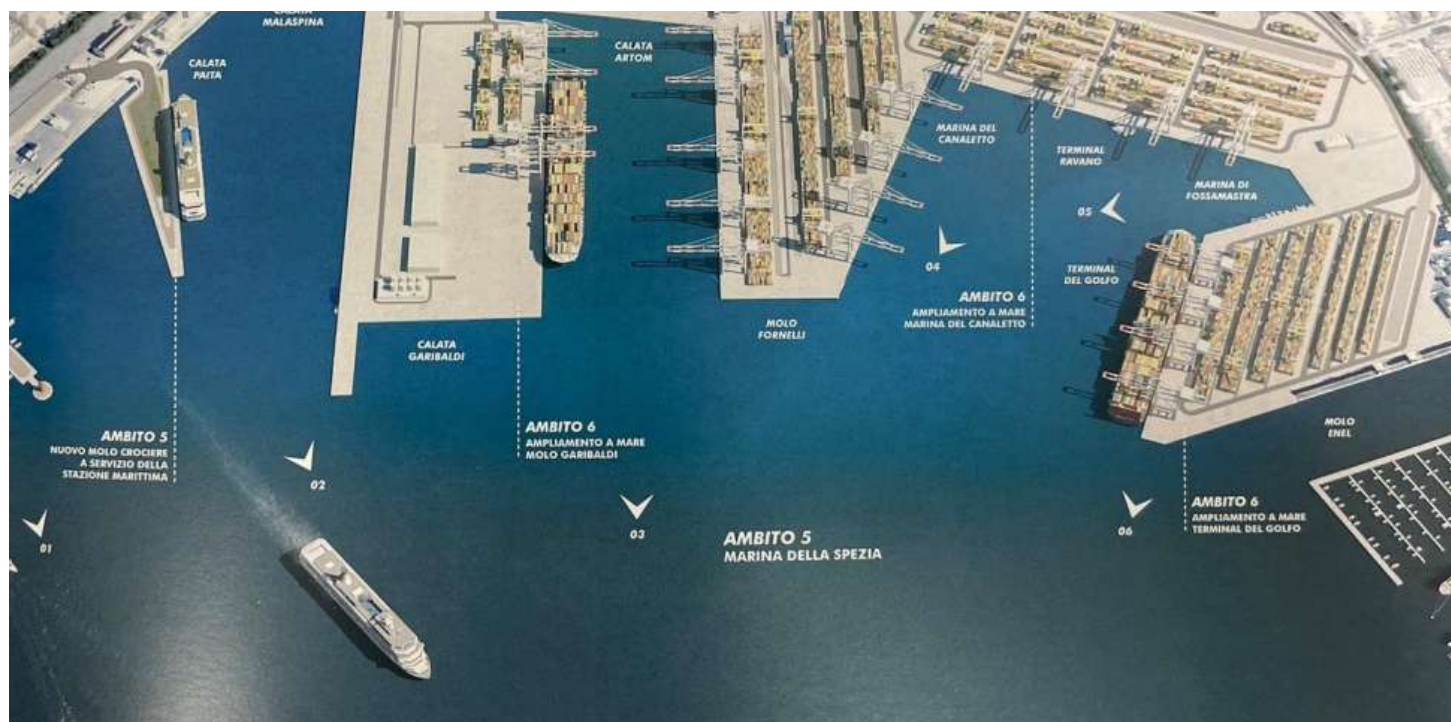 CALATA
MALASPINA
CALATA
PAITA
CALATA
ARTOM
MARINA DEL
CANALETTO
TERMINAL
RAVANO
MARINA DI
FOSSAMASTRA
05
04
TERMINAL
DEL GOLFO
AMBITO 6
AMPLIAMENTO A MARE
MARINA DEL CANALETTO
MOLO
FORNELLI
CALATA
GARIBALDI
AMBITO 5
NUOVO MOLO CROCIERE
A SERVIZIO DELLA
STAZIONE MARITTIMA
AMBITO 6
AMPLIAMENTO A MARE
MOLO GARIBALDI
MOLO
ENEL
02
01
03
AMBITO 5
MARINA DELLA SPEZIA
06
AMBITO 6
AMPLIAMENTO A MARE
TERMINAL DEL GOLFO